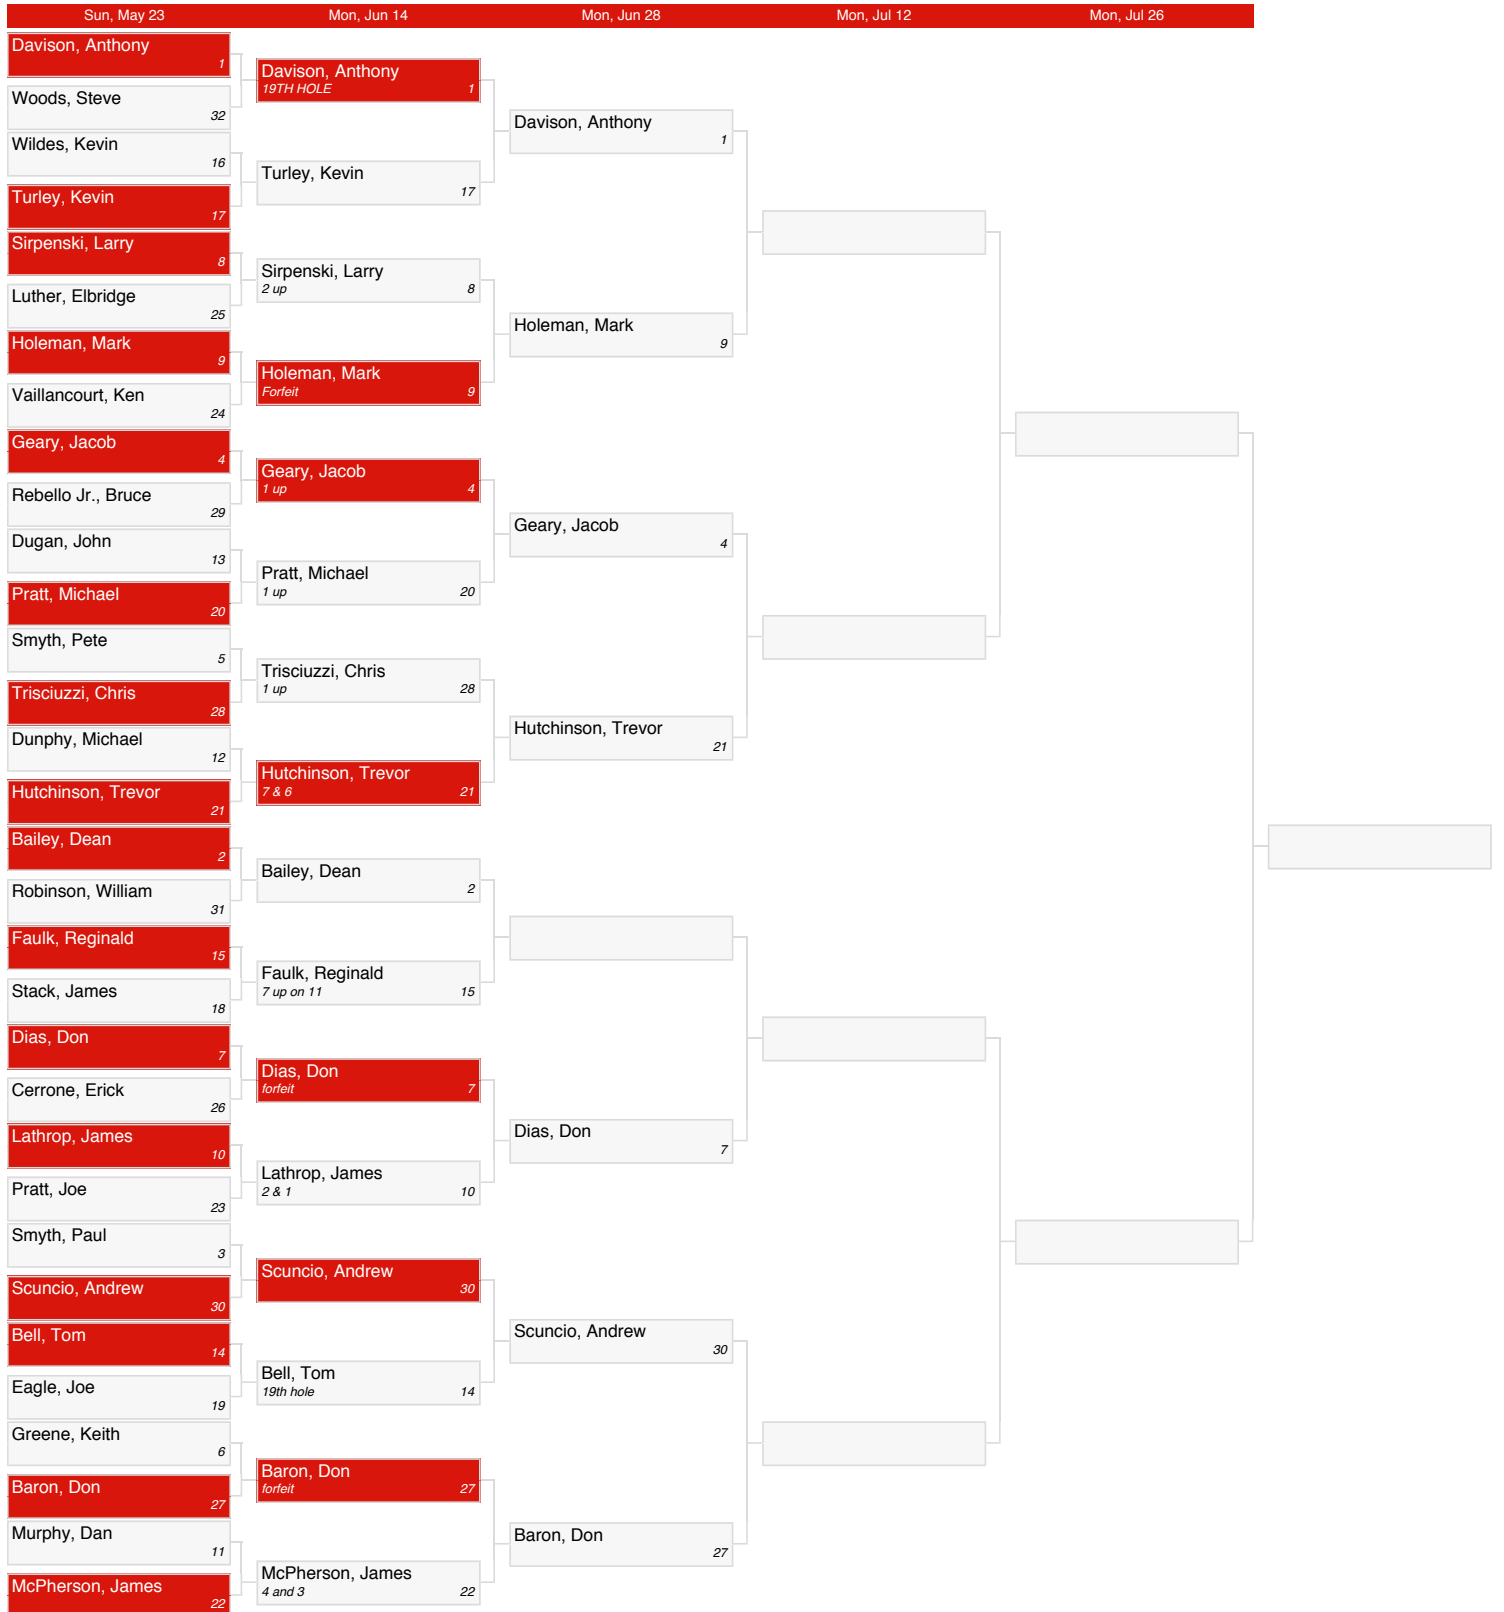 Sun, May 23
Mon, Jun 14
Mon, Jun 28
Mon, Jul 12
Mon, Jul 26
Davison, Anthony
1
Woods, Steve
32
Wildes, Kevin
16
Turley, Kevin
17
Sirpenski, Larry
8
Luther, Elbridge
25
Holeman, Mark
9
Vaillancourt, Ken
24
Geary, Jacob
4
Rebello Jr., Bruce
29
Dugan, John
13
Pratt, Michael
20
Smyth, Pete
5
Trisciuzzi, Chris
28
Dunphy, Michael
12
Hutchinson, Trevor
21
Bailey, Dean
2
Robinson, William
31
Faulk, Reginald
15
Stack, James
18
Dias, Don
7
Cerrone, Erick
26
Lathrop, James
10
Pratt, Joe
23
Smyth, Paul
3
Scuncio, Andrew
30
Bell, Tom
14
Eagle, Joe
19
Greene, Keith
6
Baron, Don
27
Murphy, Dan
11
McPherson, James
22
Davison, Anthony
19TH HOLE 1
Turley, Kevin
17
Sirpenski, Larry
2 up 8
Holeman, Mark
Forfeit 9
Geary, Jacob
1 up 4
Pratt, Michael
1 up 20
Trisciuzzi, Chris
1 up 28
Hutchinson, Trevor
7 & 6 21
Bailey, Dean
2
Faulk, Reginald
7 up on 11 15
Dias, Don
forfeit 7
Lathrop, James
2 & 1 10
Scuncio, Andrew
30
Bell, Tom
19th hole 14
Baron, Don
forfeit 27
McPherson, James
4 and 3 22
Davison, Anthony
1
Holeman, Mark
9
Geary, Jacob
4
Hutchinson, Trevor
21
Dias, Don
7
Scuncio, Andrew
30
Baron, Don
27